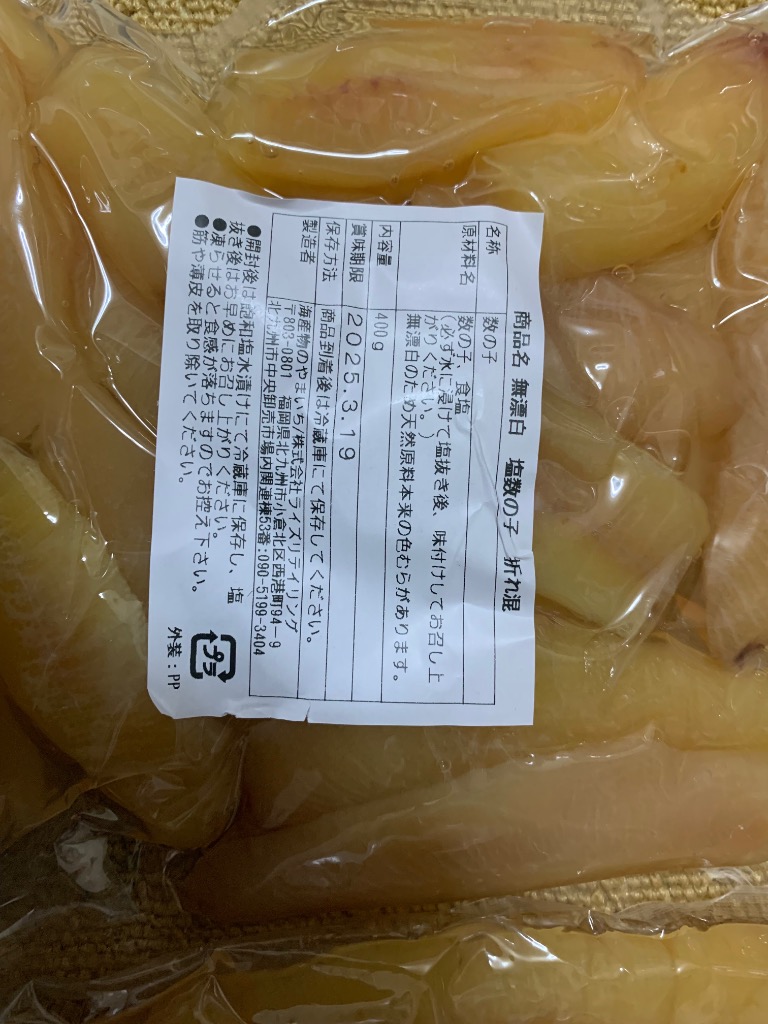 商品名 無漂白 塩数の子 折れ混
名称 数の子
原材料名 数の子、食塩
(必ず水に浸けて塩抜き後、味付けしてお召し上
がりください。)
無漂白のため天然原料本来の色むらがあります。
内容量 400g
賞味期限 2025.3.19
保存方法 商品到着後は冷蔵庫にて保存してください。
製造者 海産物のやまいち/株式会社ライズリテイリング
〒803-0801 福岡県北九州市小倉北区西港町94-9
北九州市中央卸売市場内関連棟53番:090-5199-3404
●開封後は飽和塩水漬けにて冷蔵庫に保存し、塩
抜き後はお早めにお召し上がりください。
●凍らせると食感が落ちますのでお控え下さい。
●筋や薄皮を取り除いてください。
プラ
外装:PP